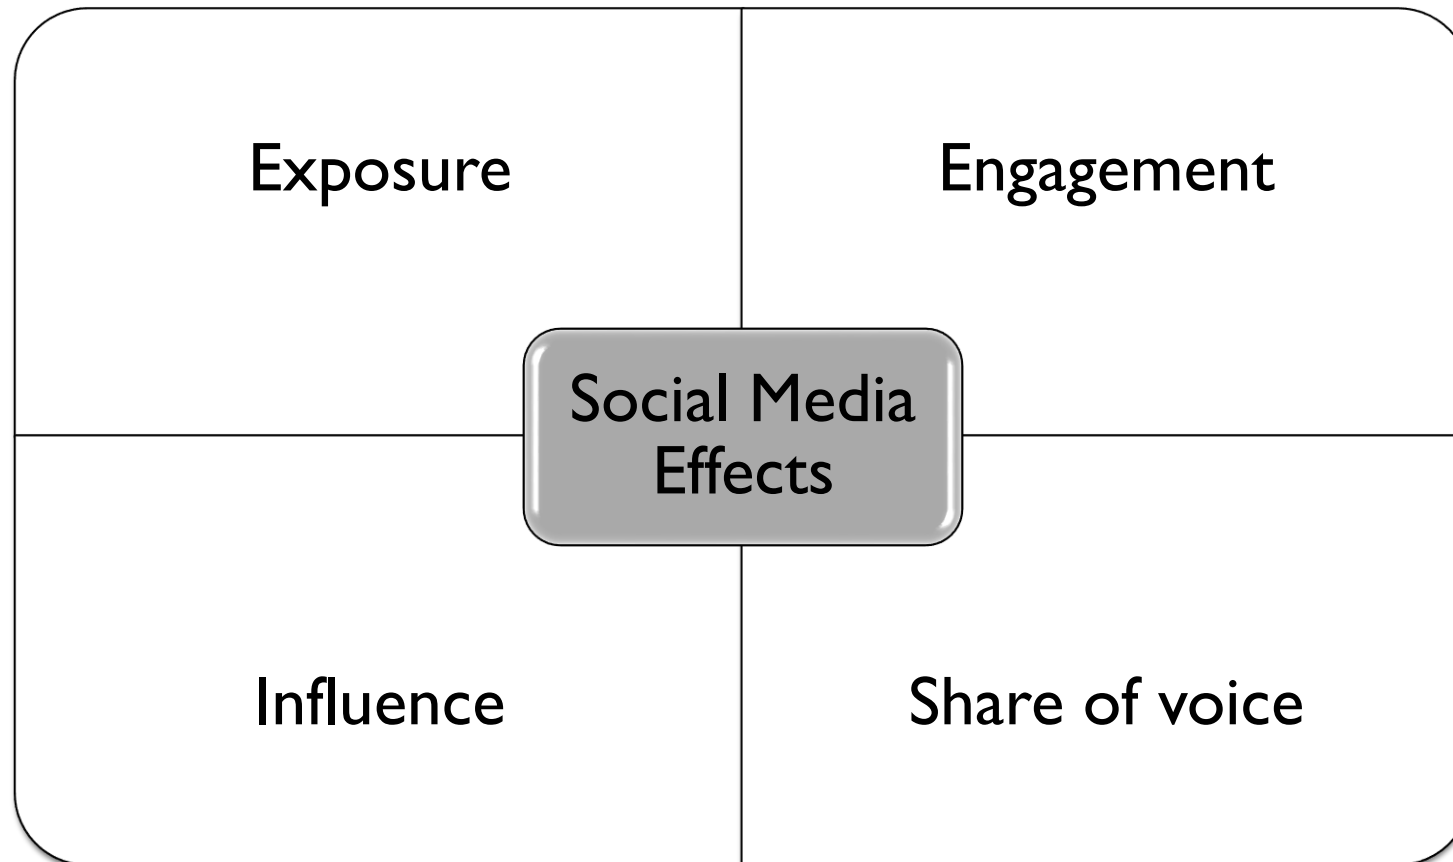 Exposure
Engagement
Social Media
Effects
Influence
Share of voice